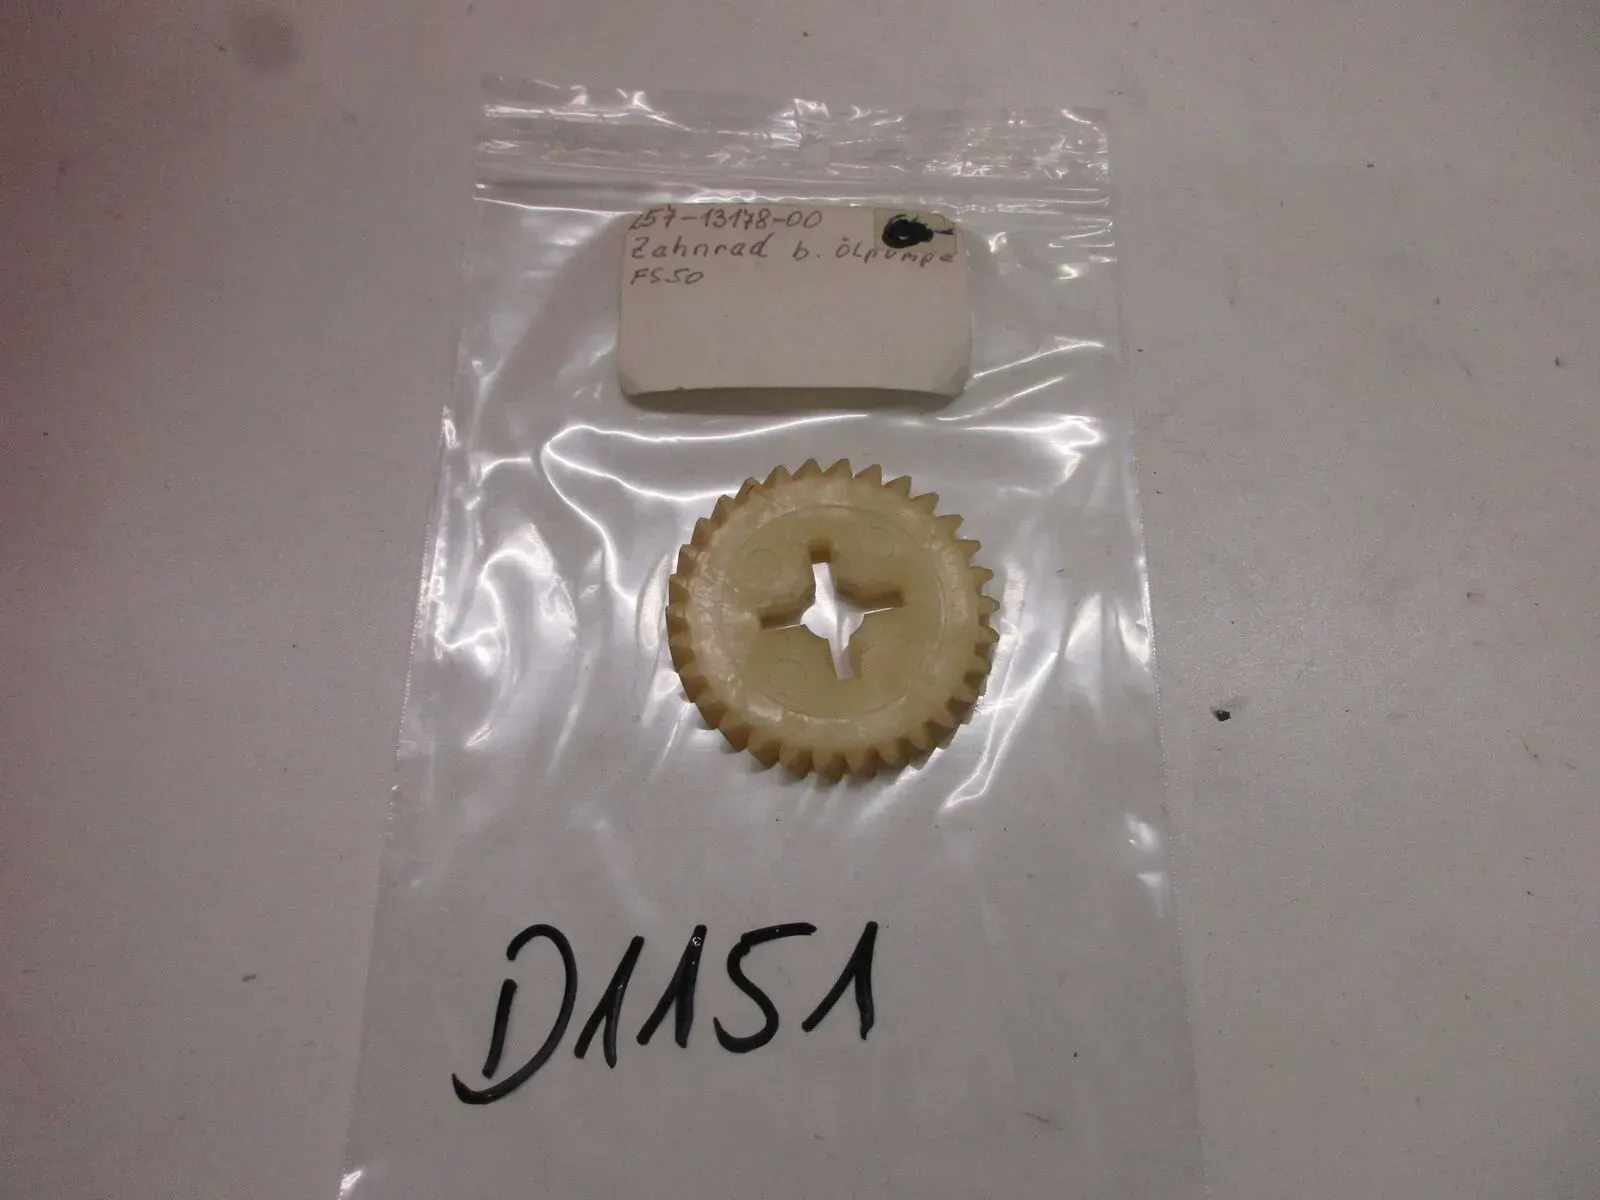 257-13178-00
Zahnrad b. Ölpumpe
FS50
D1151